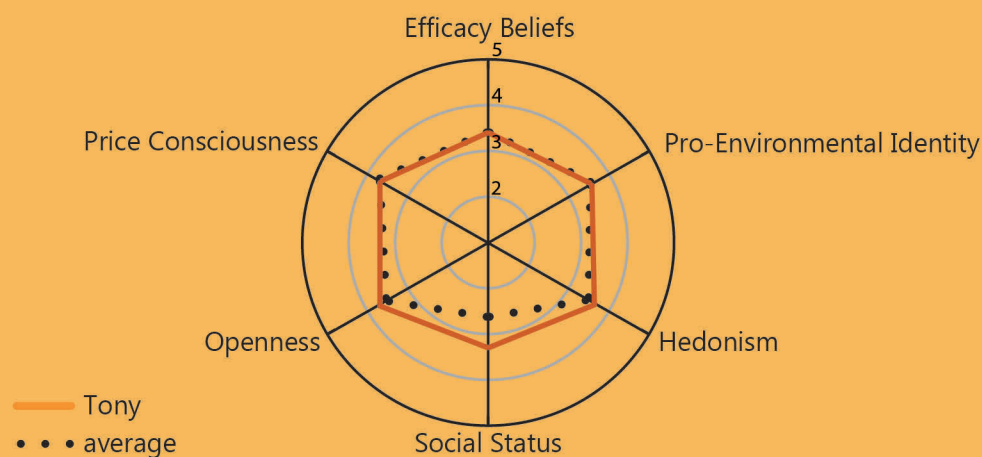 Efficacy Beliefs
5
4
3
2
Price Consciousness
Pro-Environmental Identity
Openness
Hedonism
Social Status
Tony
average